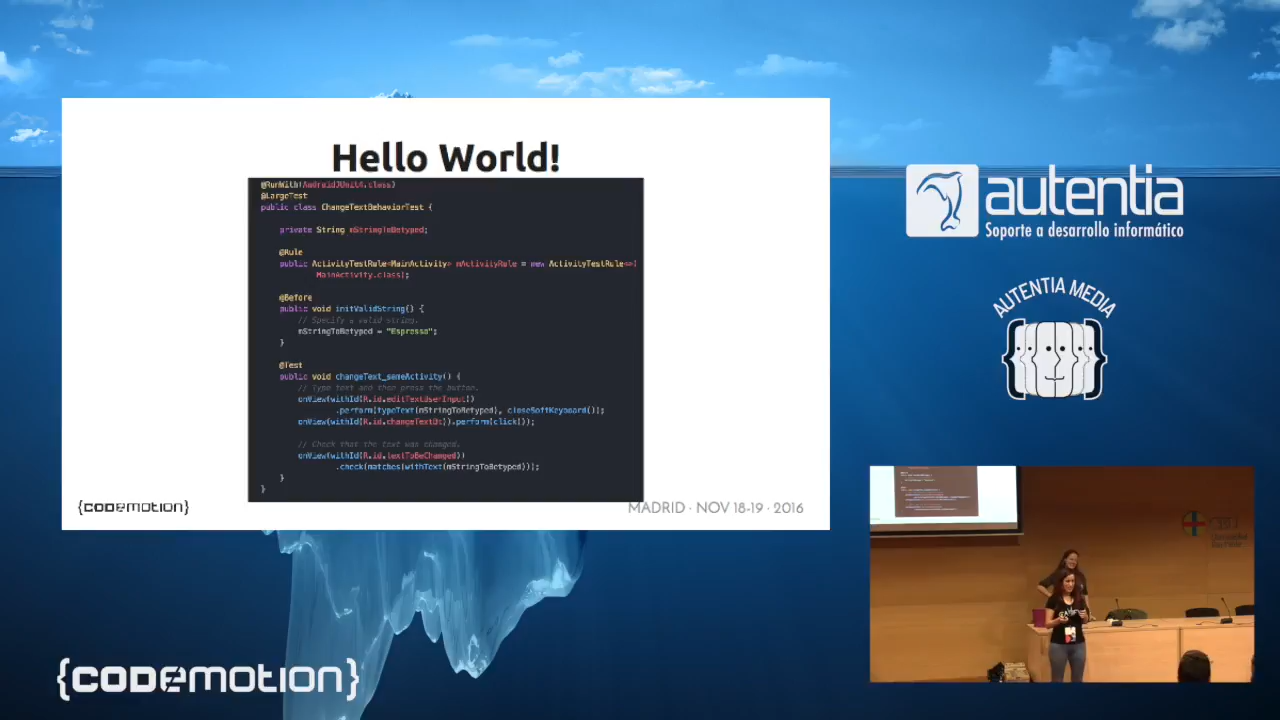 Hello World!
@RunWith(AndroidJUnit4.class)
@LargeTest
public class ChangeTextBehaviorTest {
private String mStringToBetyped;
@Rule
public ActivityTestRule<MainActivity> mActivityRule = new ActivityTestRule<>(
MainActivity.class);
@Before
public void initValidString() {
// Specify a valid string.
mStringToBetyped = "Espresso";
}
@Test
public void changeText_sameActivity() {
// Type text and then press the button.
onView(withId(R.id.editTextUserInput))
.perform(typeText(mStringToBetyped), closeSoftKeyboard());
onView(withId(R.id.changeTextBt)).perform(click());
// Check that the text was changed.
onView(withId(R.id.textToBeChanged))
.check(matches(withText(mStringToBetyped)));
}
}
{CODEMOTION}
MADRID · NOV 18-19 · 2016
autentia
Soporte a desarrollo informático
AUTENTIA MEDIA
{CODEMOTION}